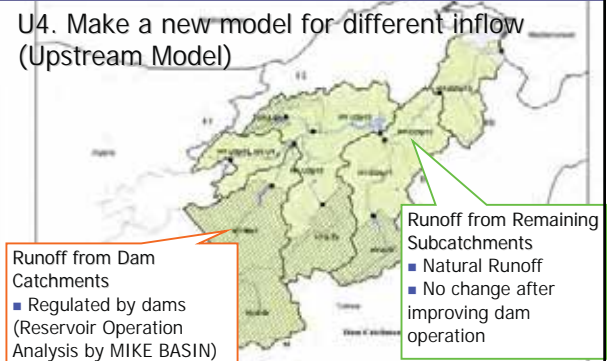 U4. Make a new model for different inflow
(Upstream Model)
Mediterranean
Runoff from Dam
Catchments
■ Regulated by dams
(Reservoir Operation
Analysis by MIKE BASIN)
Runoff from Remaining
Subcatchments
■ Natural Runoff
■ No change after
improving dam
operation